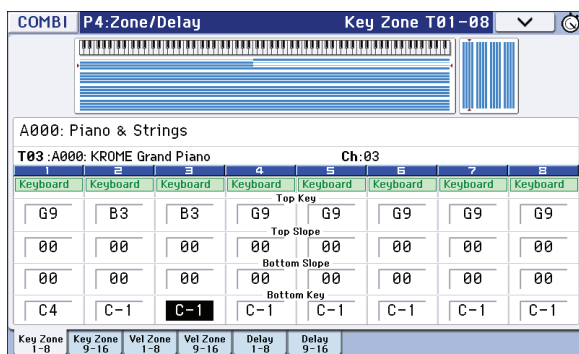 COMBI P4:Zone/Delay Key Zone T01-08
A000: Piano & Strings
T03 :A000: KROME Grand Piano Ch:03
1 2 3 4 5 6 7 8
Keyboard Keyboard Keyboard Keyboard Keyboard Keyboard Keyboard Keyboard
Top Key
G9 B3 B3 G9 G9 G9 G9 G9
Top Slope
00 00 00 00 00 00 00 00
Bottom Slope
00 00 00 00 00 00 00 00
Bottom Key
C4 C-1 C-1 C-1 C-1 C-1 C-1 C-1
Key Zone 1-8 Key Zone 9-16 Vel Zone 1-8 Vel Zone 9-16 Delay 1-8 Delay 9-16